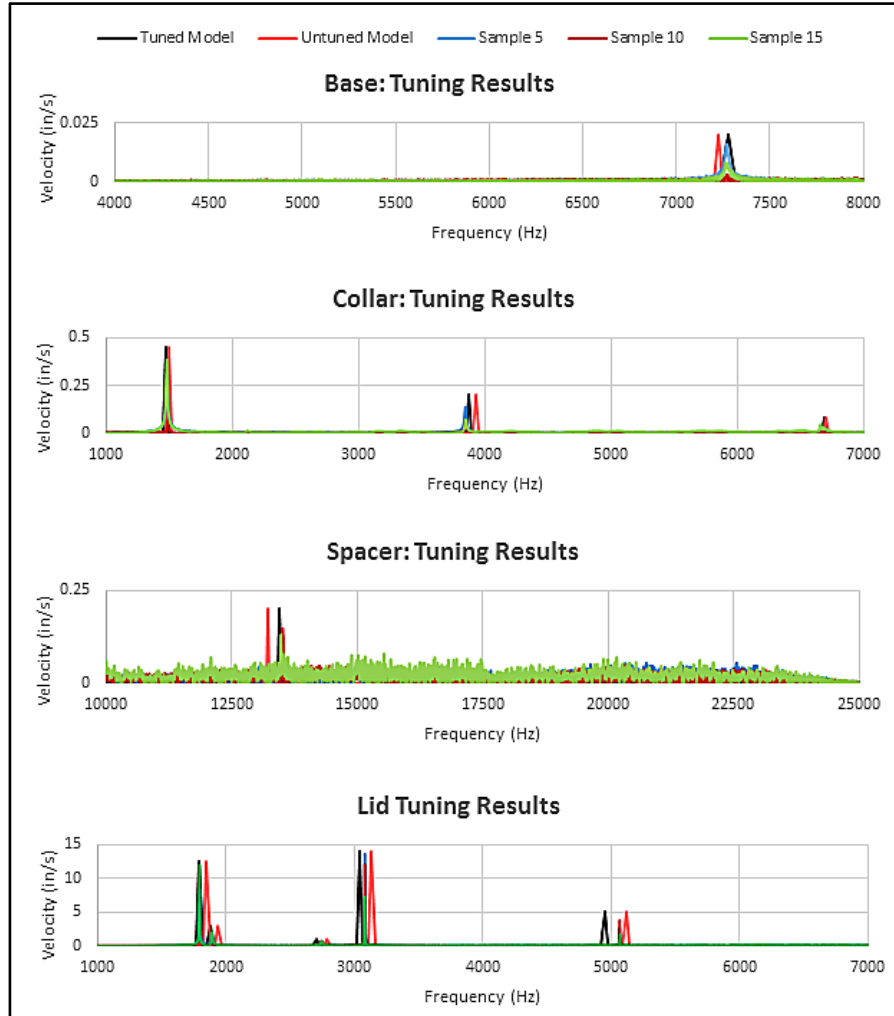 Tuned Model Untuned Model Sample 5 Sample 10 Sample 15
Base: Tuning Results
0.025
0
Velocity (in/s)
4000 4500 5000 5500 6000 6500 7000 7500 8000
Frequency (Hz)
Collar: Tuning Results
0.5
0.25
0
Velocity (in/s)
1000 2000 3000 4000 5000 6000 7000
Frequency (Hz)
Spacer: Tuning Results
0.25
0
Velocity (in/s)
10000 12500 15000 17500 20000 22500 25000
Frequency (Hz)
Lid Tuning Results
15
10
5
0
Velocity (in/s)
1000 2000 3000 4000 5000 6000 7000
Frequency (Hz)